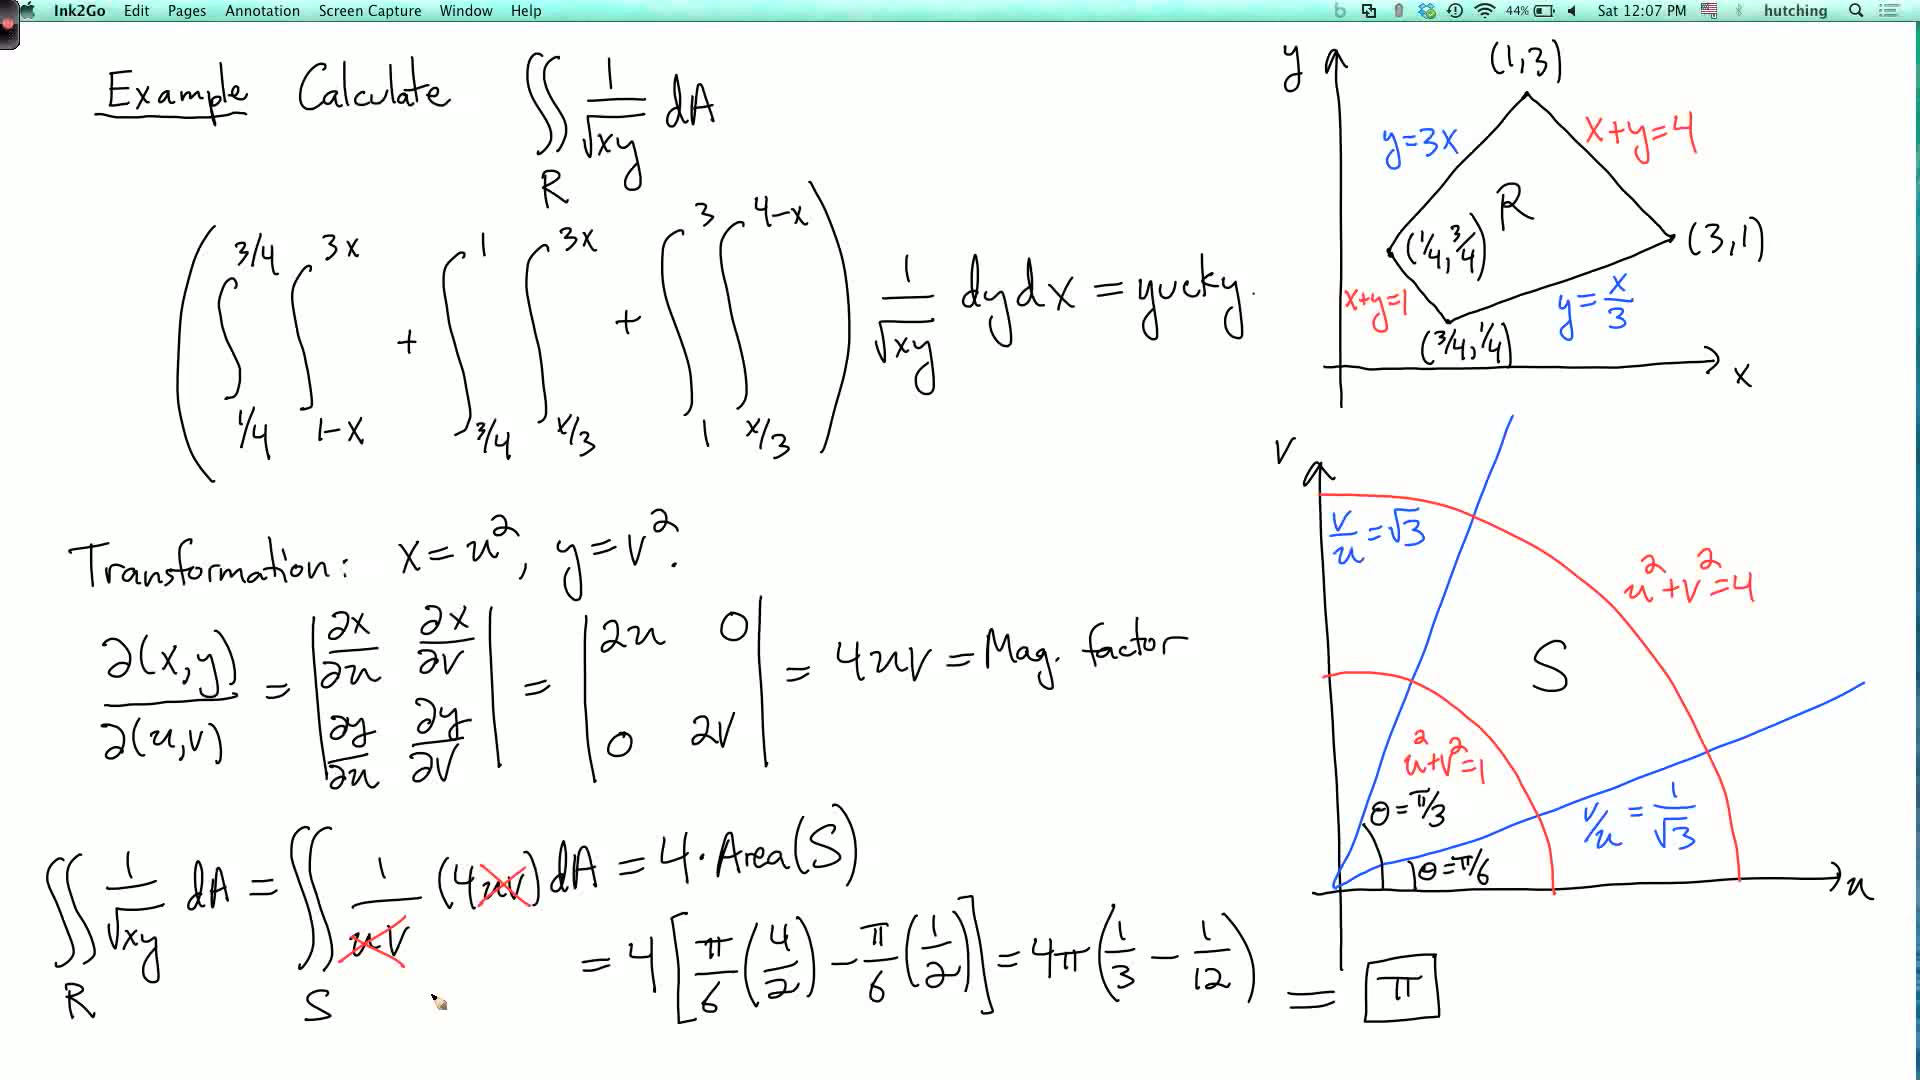 Ink2Go Edit Pages Annotation Screen Capture Window Help 44% Sat 12:07 PM hutching
Example Calculate ∬_R 1/√xy dA
( ∫_{1/4}^{3/4} ∫_{1-x}^{3x} + ∫_{3/4}^{1} ∫_{x/3}^{3x} + ∫_{1}^{3} ∫_{x/3}^{4-x} ) 1/√xy dy dx = yucky.
Transformation: x = u², y = v².
∂(x,y)/∂(u,v) = | ∂x/∂u ∂x/∂v ; ∂y/∂u ∂y/∂v | = | 2u 0 ; 0 2v | = 4uv = Mag. factor
∬_R 1/√xy dA = ∬_S 1/uv (4uv) dA = 4·Area(S)
= 4[π/6(4/2) − π/6(1/2)] = 4π(1/3 − 1/12) = π
y
(1,3)
y=3x
x+y=4
R
(1/4, 3/4)
(3,1)
x+y=1
y=x/3
(3/4, 1/4)
x
v
v/u = √3
u²+v²=4
S
u²+v²=1
θ=π/3
v/u = 1/√3
θ=π/6
u